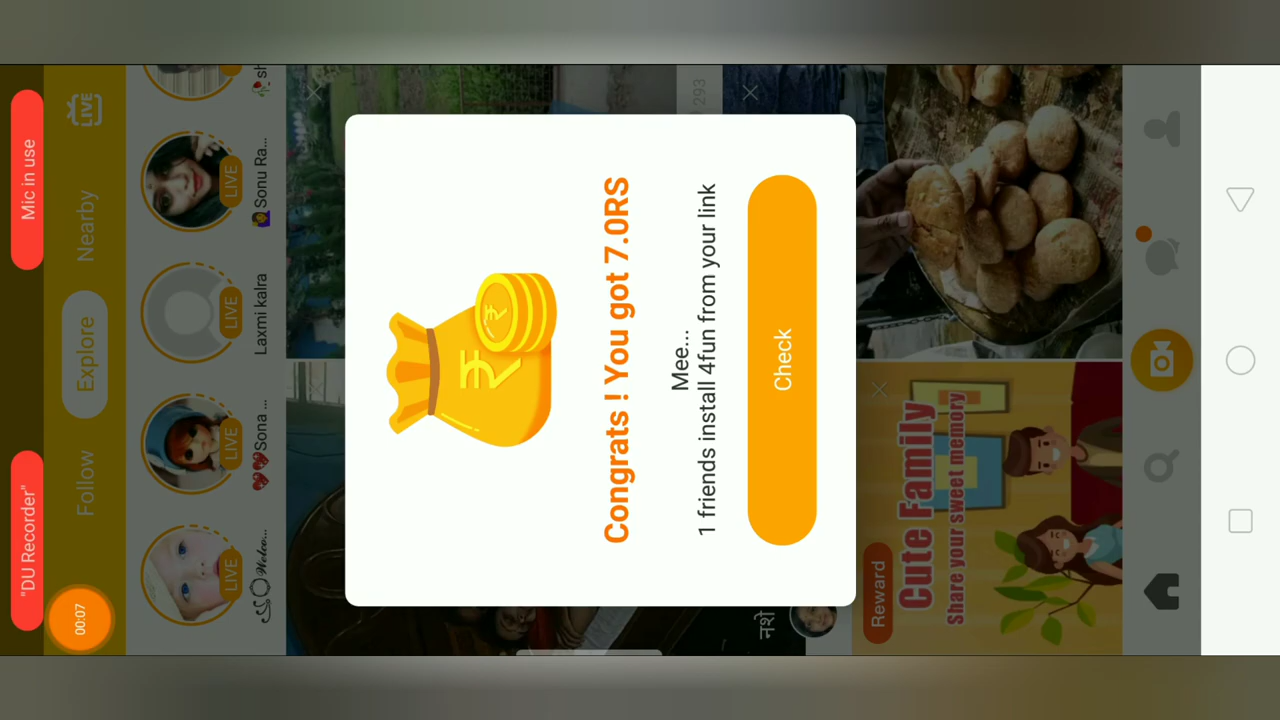 "DU Recorder"
Mic in use
00:07
Follow
Explore
Nearby
LIVE
LIVE
LIVE
LIVE
LIVE
Sona ...
Laxmi kalra
Sonu Ra...
293
Congrats ! You got 7.0RS
Mee...
1 friends install 4fun from your link
Check
नशे
Reward
Cute Family
Share your sweet memory